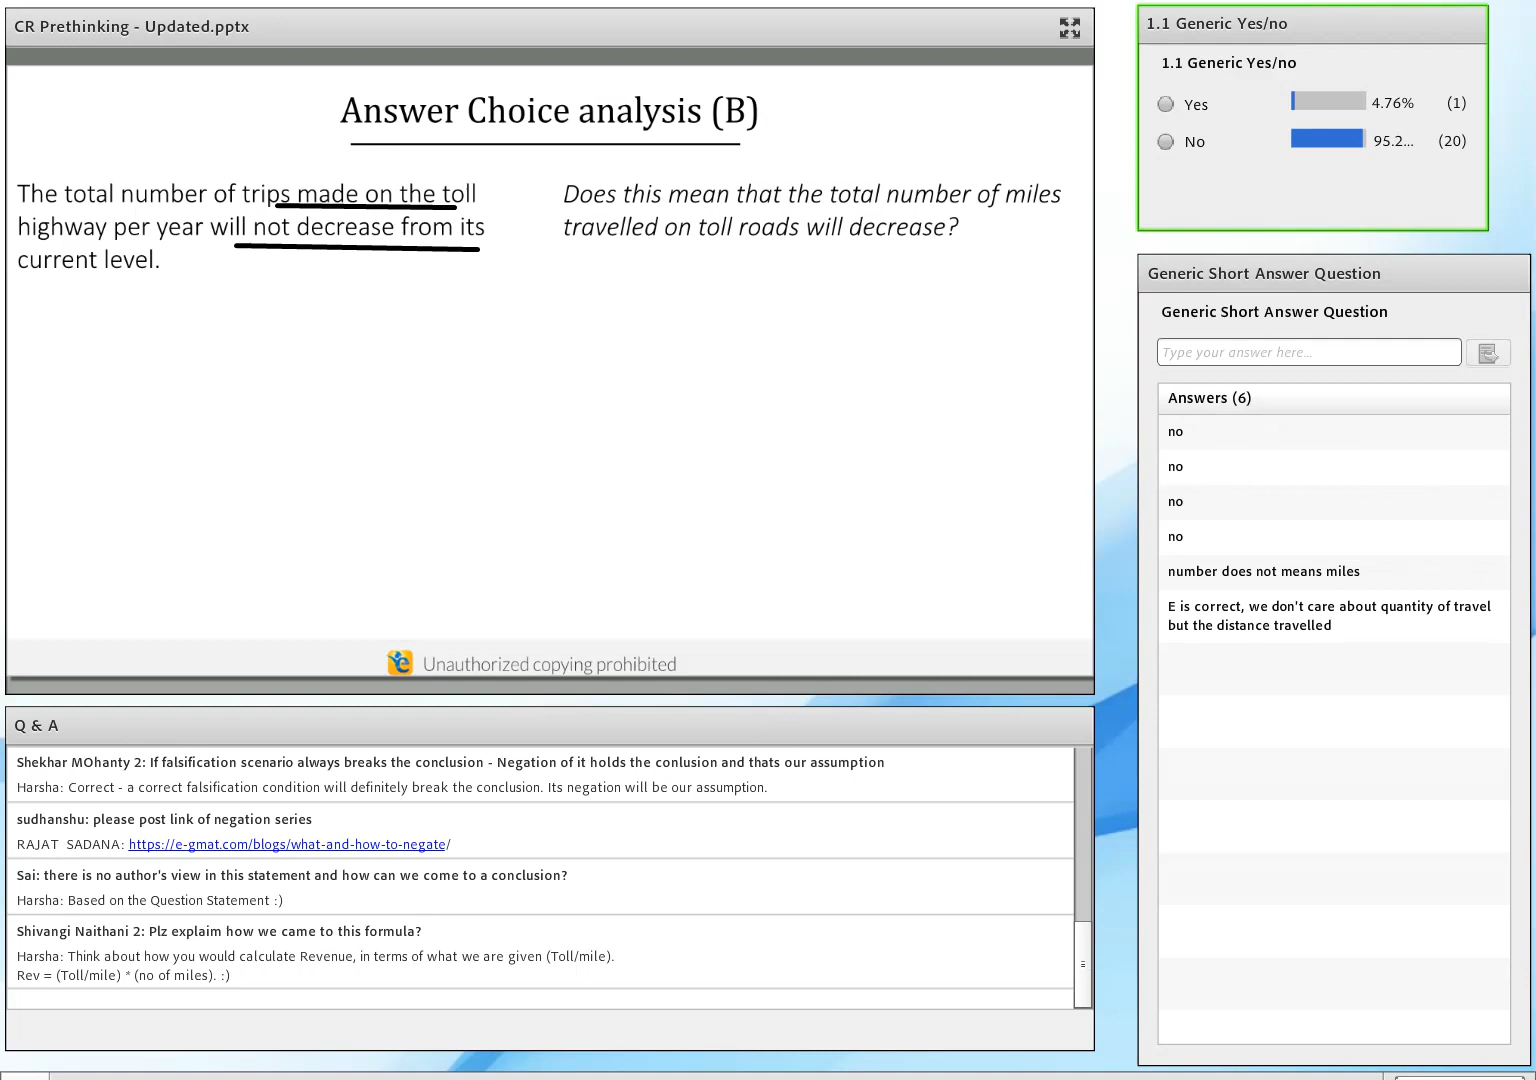 CR Prethinking - Updated.pptx
Answer Choice analysis (B)
The total number of trips made on the toll
highway per year will not decrease from its
current level.
Does this mean that the total number of miles
travelled on toll roads will decrease?
Unauthorized copying prohibited
Q & A
Shekhar MOhanty 2: If falsification scenario always breaks the conclusion - Negation of it holds the conlusion and thats our assumption
Harsha: Correct - a correct falsification condition will definitely break the conclusion. Its negation will be our assumption.
sudhanshu: please post link of negation series
RAJAT SADANA: https://e-gmat.com/blogs/what-and-how-to-negate/
Sai: there is no author's view in this statement and how can we come to a conclusion?
Harsha: Based on the Question Statement :)
Shivangi Naithani 2: Plz explaim how we came to this formula?
Harsha: Think about how you would calculate Revenue, in terms of what we are given (Toll/mile).
Rev = (Toll/mile) * (no of miles). :)
1.1 Generic Yes/no
1.1 Generic Yes/no
Yes 4.76% (1)
No 95.2... (20)
Generic Short Answer Question
Generic Short Answer Question
Type your answer here...
Answers (6)
no
no
no
no
number does not means miles
E is correct, we don't care about quantity of travel
but the distance travelled